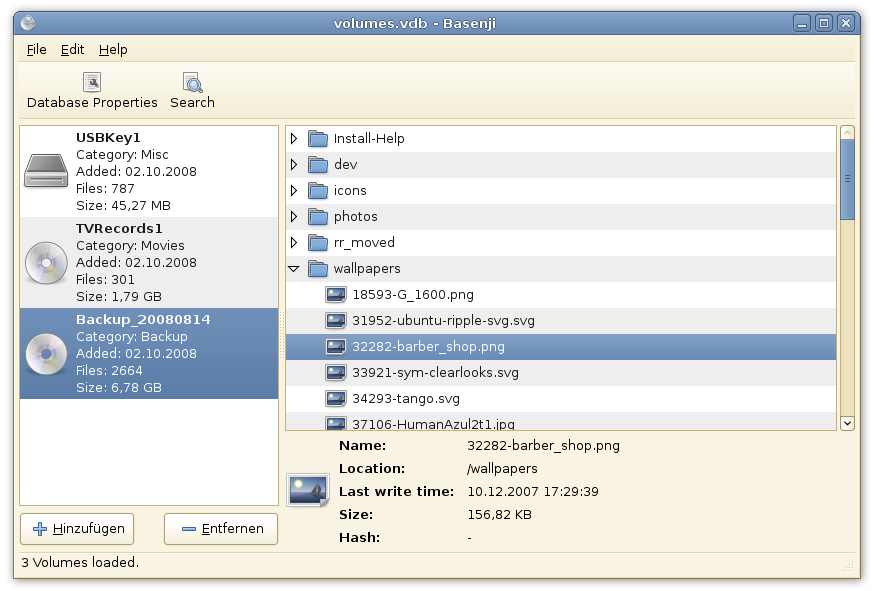 volumes.vdb - Basenji
File Edit Help
Database Properties Search
USBKey1
Category: Misc
Added: 02.10.2008
Files: 787
Size: 45,27 MB
TVRecords1
Category: Movies
Added: 02.10.2008
Files: 301
Size: 1,79 GB
Backup_20080814
Category: Backup
Added: 02.10.2008
Files: 2664
Size: 6,78 GB
Install-Help
dev
icons
photos
rr_moved
wallpapers
18593-G_1600.png
31952-ubuntu-ripple-svg.svg
32282-barber_shop.png
33921-sym-clearlooks.svg
34293-tango.svg
37106-HumanAzul2t1.jpg
Name: 32282-barber_shop.png
Location: /wallpapers
Last write time: 10.12.2007 17:29:39
Size: 156,82 KB
Hash: -
Hinzufügen Entfernen
3 Volumes loaded.